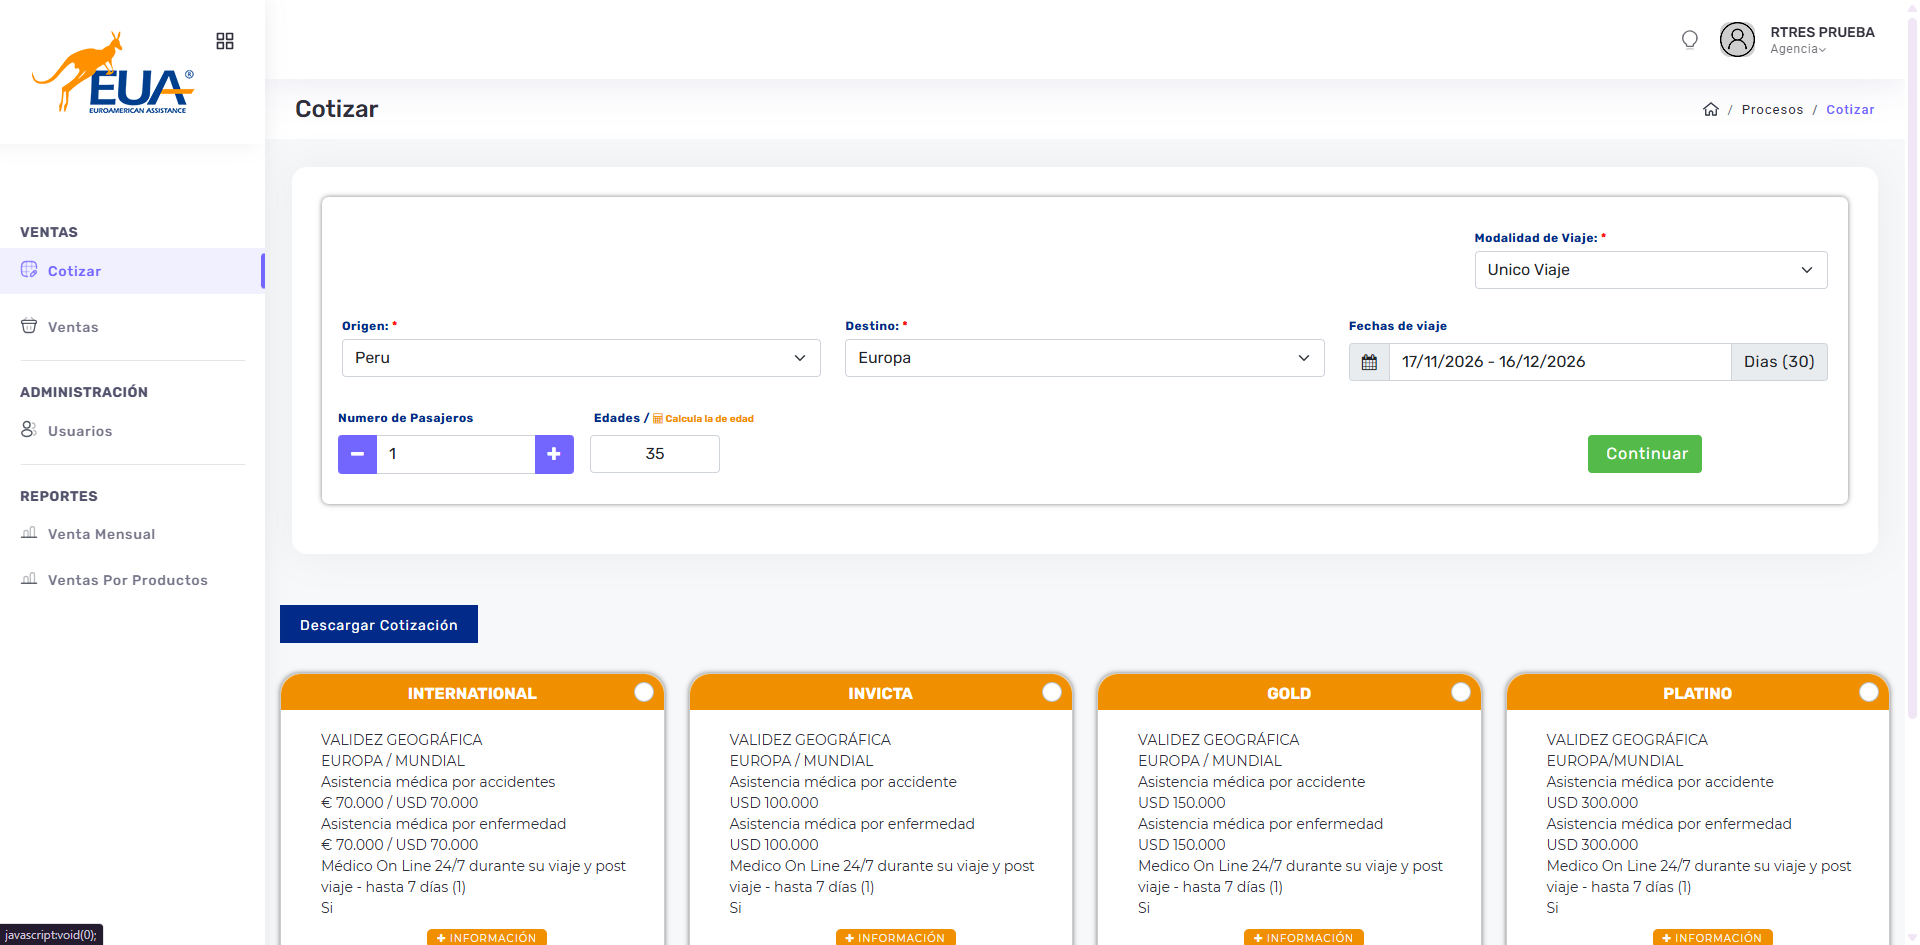 EUA®
EUROAMERICAN ASSISTANCE
RTRES PRUEBA
Agencia
Cotizar
/ Procesos / Cotizar
VENTAS
Cotizar
Ventas
ADMINISTRACIÓN
Usuarios
REPORTES
Venta Mensual
Ventas Por Productos
Modalidad de Viaje: *
Unico Viaje
Origen: *
Peru
Destino: *
Europa
Fechas de viaje
17/11/2026 - 16/12/2026
Dias (30)
Numero de Pasajeros
1
Edades / Calcula la de edad
35
Continuar
Descargar Cotización
INTERNATIONAL
VALIDEZ GEOGRÁFICA
EUROPA / MUNDIAL
Asistencia médica por accidentes
€ 70.000 / USD 70.000
Asistencia médica por enfermedad
€ 70.000 / USD 70.000
Médico On Line 24/7 durante su viaje y post
viaje - hasta 7 días (1)
Si
+ INFORMACIÓN
INVICTA
VALIDEZ GEOGRÁFICA
EUROPA / MUNDIAL
Asistencia médica por accidente
USD 100.000
Asistencia médica por enfermedad
USD 100.000
Medico On Line 24/7 durante su viaje y post
viaje - hasta 7 días (1)
Si
+ INFORMACIÓN
GOLD
VALIDEZ GEOGRÁFICA
EUROPA / MUNDIAL
Asistencia médica por accidente
USD 150.000
Asistencia médica por enfermedad
USD 150.000
Medico On Line 24/7 durante su viaje y post
viaje - hasta 7 días (1)
Si
+ INFORMACIÓN
PLATINO
VALIDEZ GEOGRÁFICA
EUROPA/MUNDIAL
Asistencia médica por accidente
USD 300.000
Asistencia médica por enfermedad
USD 300.000
Medico On Line 24/7 durante su viaje y post
viaje - hasta 7 días (1)
Si
+ INFORMACIÓN
javascript:void(0);